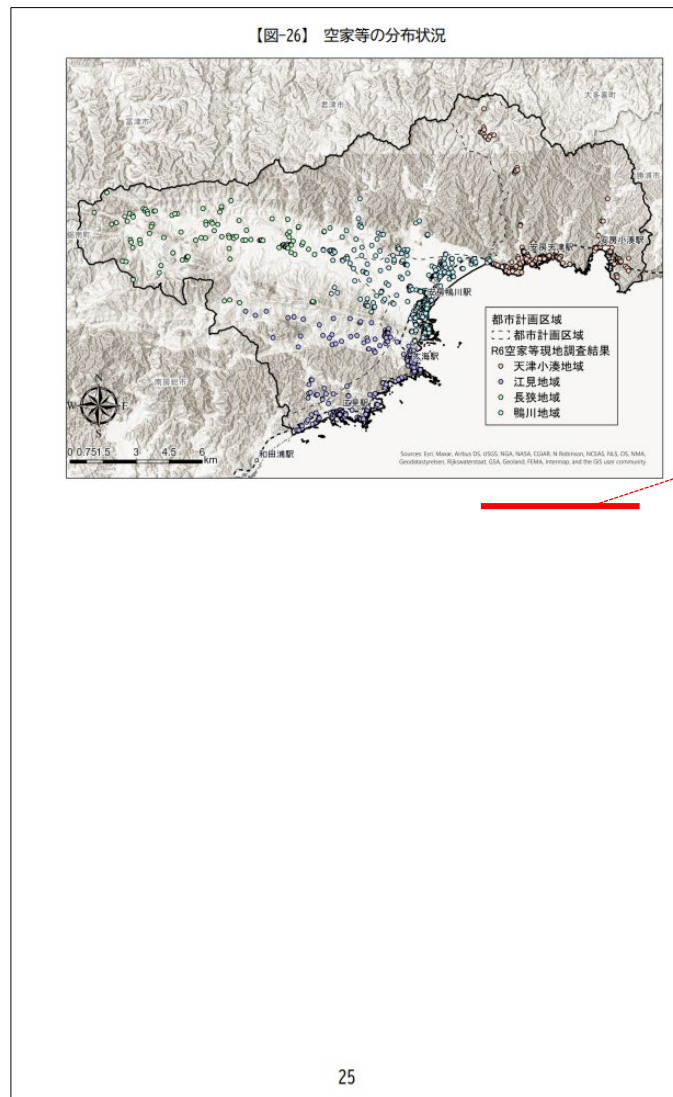 【図-26】 空家等の分布状況
大多喜町
君津市
富津市
勝浦市
鋸南町
安房小湊駅
安房天津駅
安房鴨川駅
太海駅
南房総市
江見駅
和田浦駅
N
W
E
S
0 0.751.5 3 4.5 6
km
都市計画区域
都市計画区域
R6空家等現地調査結果
天津小湊地域
江見地域
長狭地域
鴨川地域
Sources: Esri, Maxar, Airbus DS, USGS, NGA, NASA, CGIAR, N Robinson, NCEAS, NLS, OS, NMA,
Geodatastyrelsen, Rijkswaterstaat, GSA, Geoland, FEMA, Intermap, and the GIS user community
25